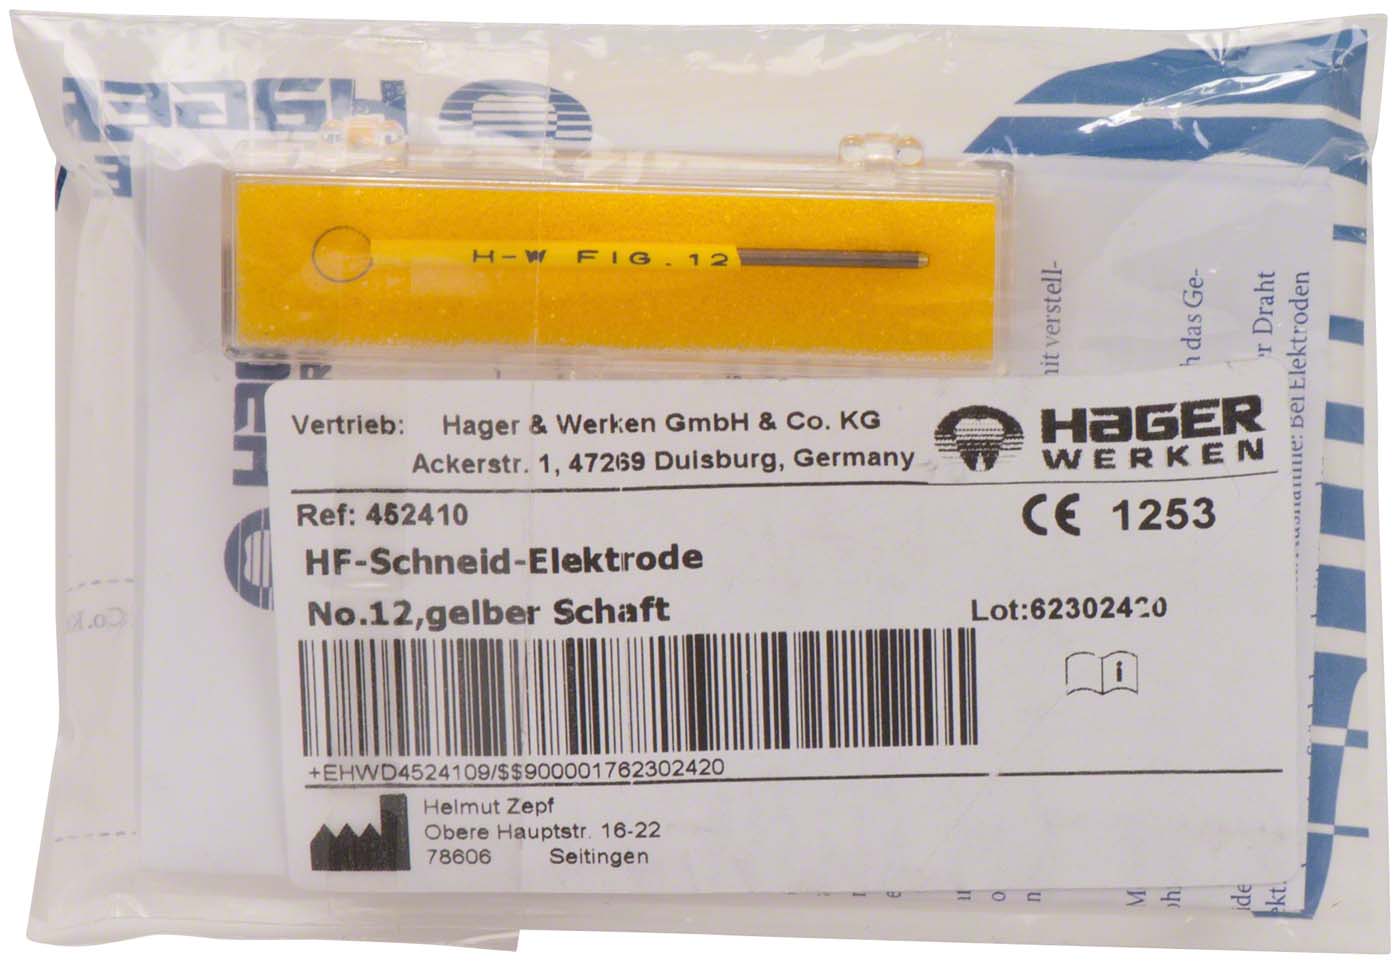 H-W FIG. 12
it verstell-
das Ge-
Draht
Ausnahme: Bei Elektroden
Vertrieb: Hager & Werken GmbH & Co. KG
Ackerstr. 1, 47269 Duisburg, Germany
HAGER
WERKEN
Ref: 452410
CE 1253
HF-Schneid-Elektrode
No.12,gelber Schaft
Lot:62302420
i
+EHWD4524109/$$900001762302420
Helmut Zepf
Obere Hauptstr. 16-22
78606 Seitingen